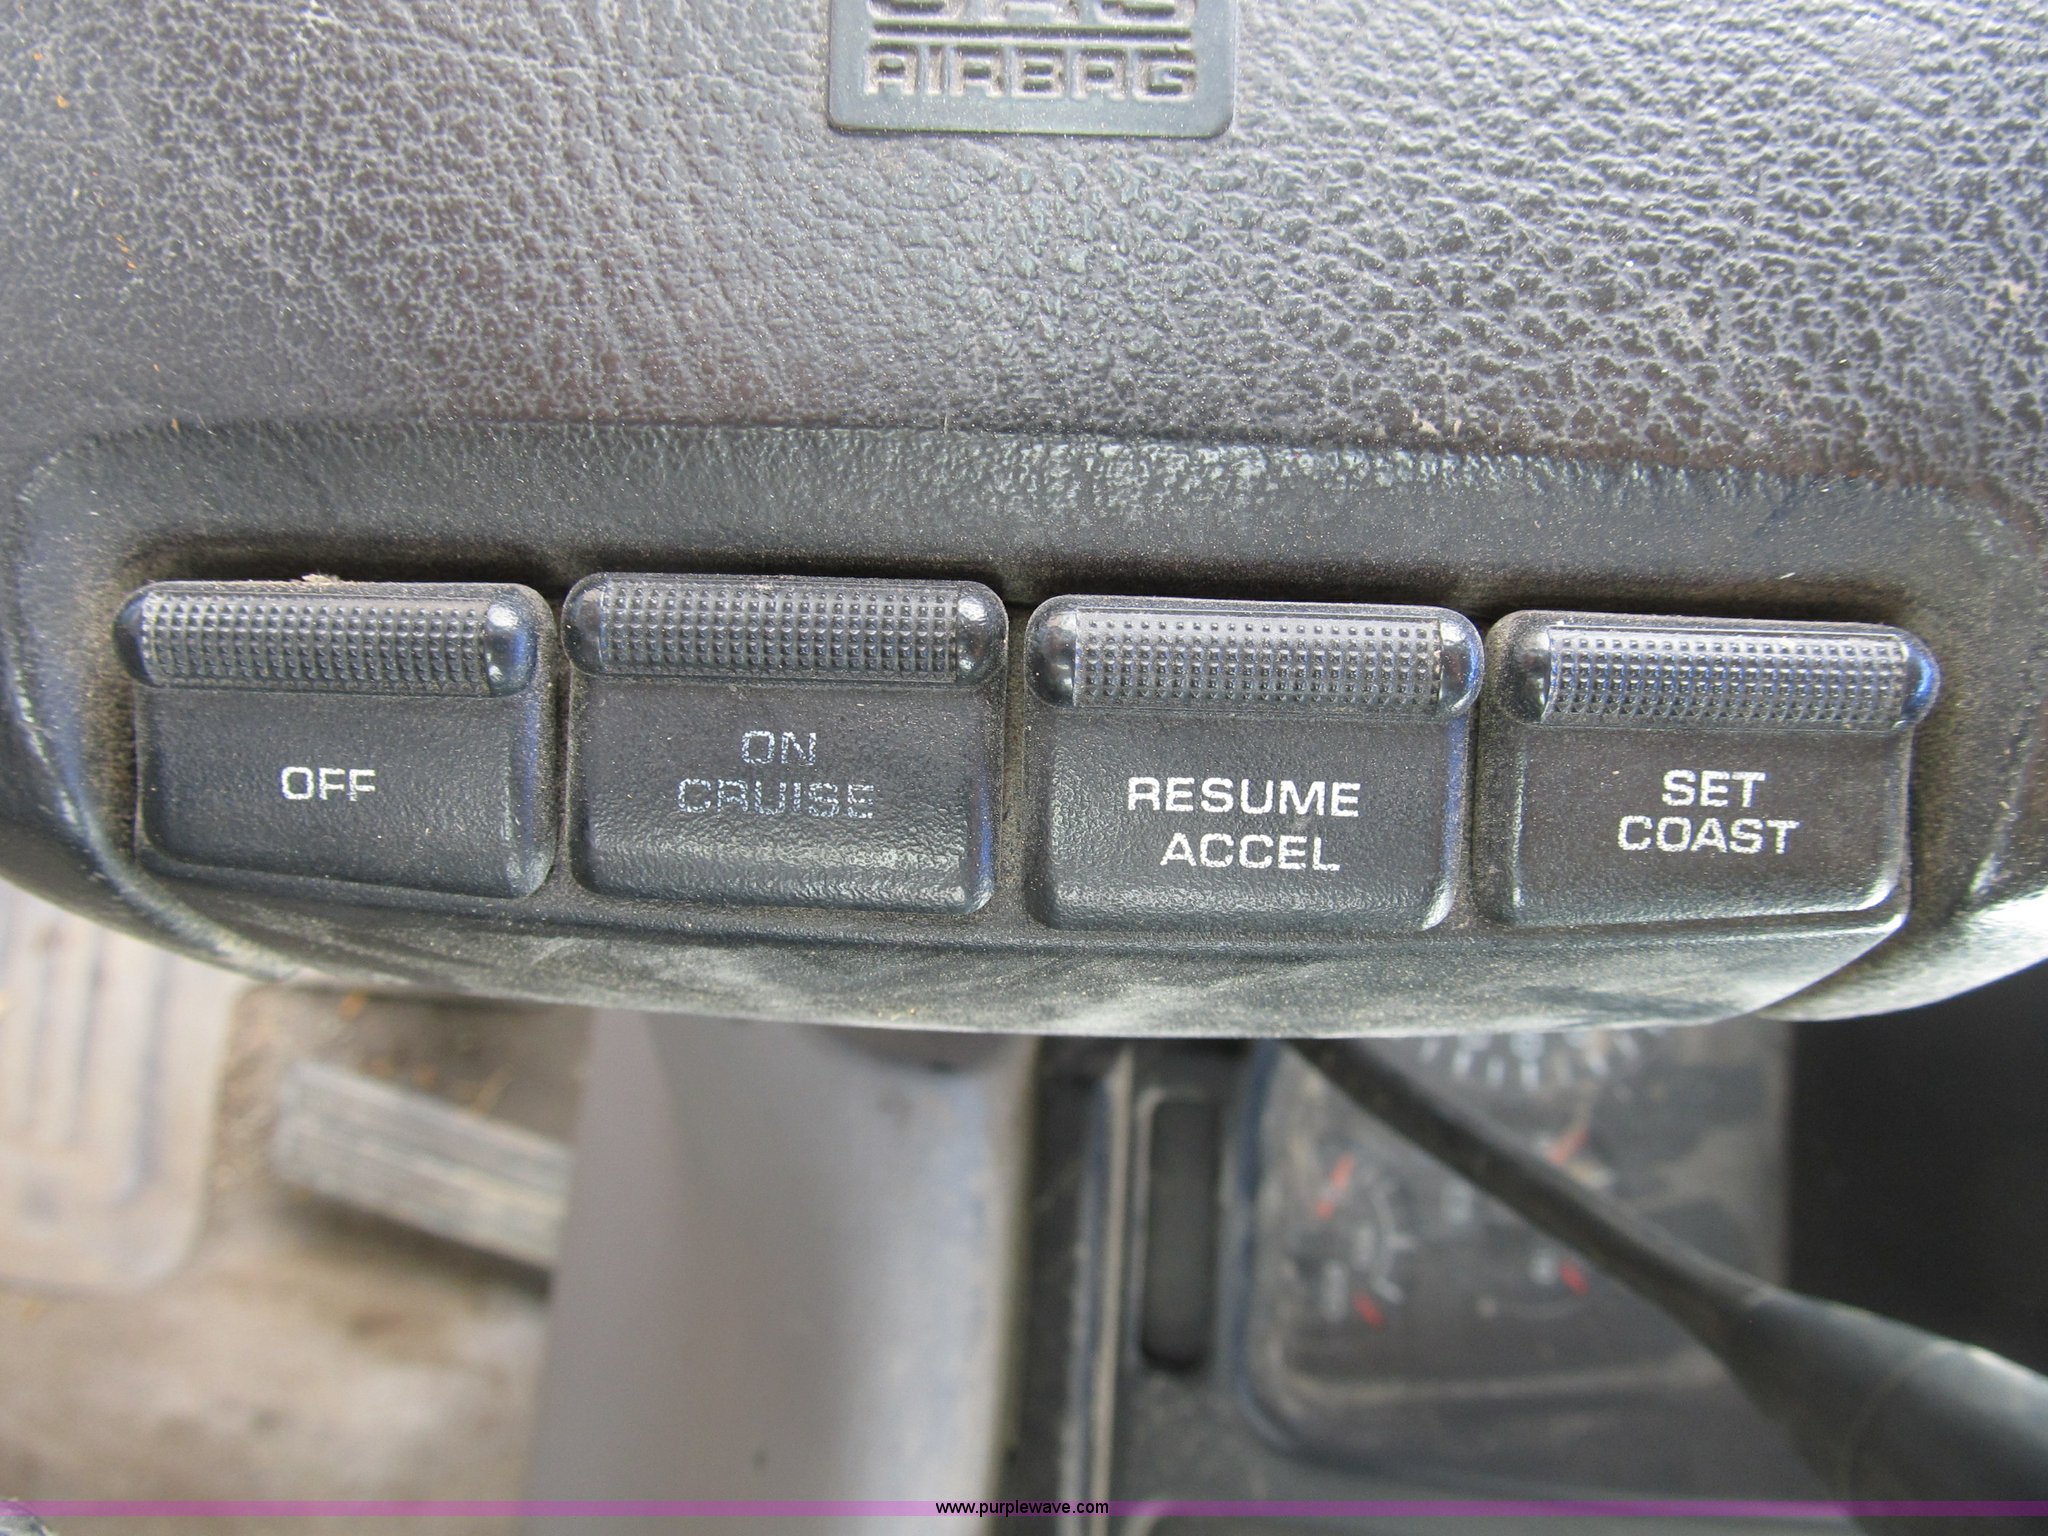 AIRBAG
OFF
ON
CRUISE
RESUME
ACCEL
SET
COAST
www.purplewave.com